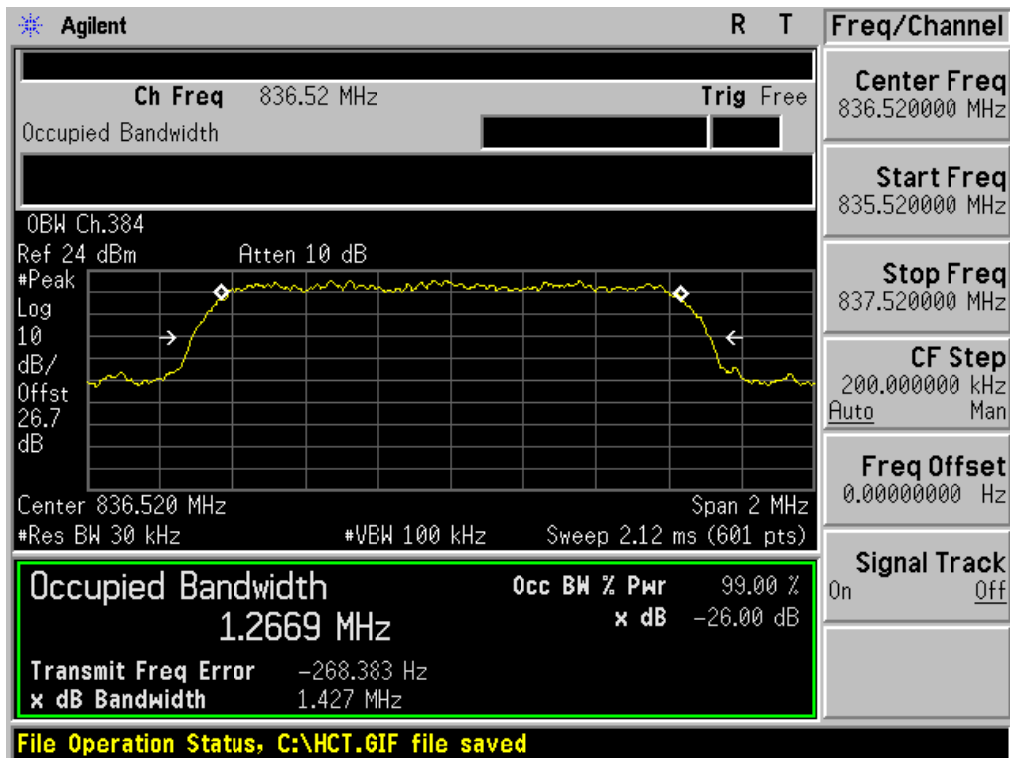 Agilent R T
Freq/Channel
Ch Freq 836.52 MHz Trig Free
Occupied Bandwidth
OBW Ch.384
Ref 24 dBm Atten 10 dB
#Peak
Log
10
dB/
Offst
26.7
dB
Center 836.520 MHz Span 2 MHz
#Res BW 30 kHz #VBW 100 kHz Sweep 2.12 ms (601 pts)
Occupied Bandwidth
1.2669 MHz
Occ BW % Pwr 99.00 %
x dB -26.00 dB
Transmit Freq Error -268.383 Hz
x dB Bandwidth 1.427 MHz
File Operation Status, C:\HCT.GIF file saved
Center Freq
836.520000 MHz
Start Freq
835.520000 MHz
Stop Freq
837.520000 MHz
CF Step
200.000000 kHz
Auto Man
Freq Offset
0.00000000 Hz
Signal Track
On Off